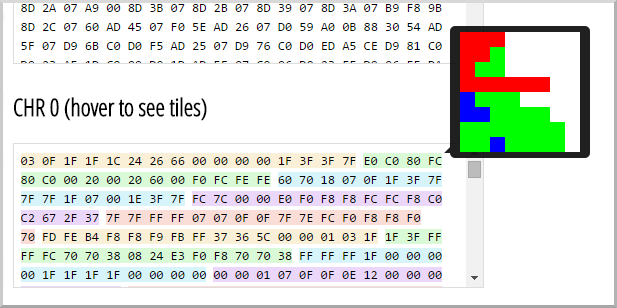 8D 2A 07 A9 00 8D 3B 07 8D 2B 07 8D 39 07 8D 3A 07 B9 F8 9B
8D 2C 07 60 AD 45 07 F0 5E AD 26 07 D0 59 A0 0B 88 30 54 AD
5F 07 D9 6B C0 D0 F5 AD 25 07 D9 76 C0 D0 ED A5 CE D9 81 C0
CHR 0 (hover to see tiles)
03 0F 1F 1F 1C 24 26 66 00 00 00 00 1F 3F 3F 7F E0 C0 80 FC
80 C0 00 20 00 20 60 00 F0 FC FE FE 60 70 18 07 0F 1F 3F 7F
7F 7F 1F 07 00 1E 3F 7F FC 7C 00 00 E0 F0 F8 F8 FC FC F8 C0
C2 67 2F 37 7F 7F FF FF 07 07 0F 0F 7F 7E FC F0 F8 F8 F0
70 FD FE B4 F8 F8 F9 FB FF 37 36 5C 00 00 01 03 1F 1F 3F FF
FF FC 70 70 38 08 24 E3 F0 F8 70 70 38 FF FF FF 1F 00 00 00
00 1F 1F 1F 1F 00 00 00 00 00 00 01 07 0F 0F 0E 12 00 00 00